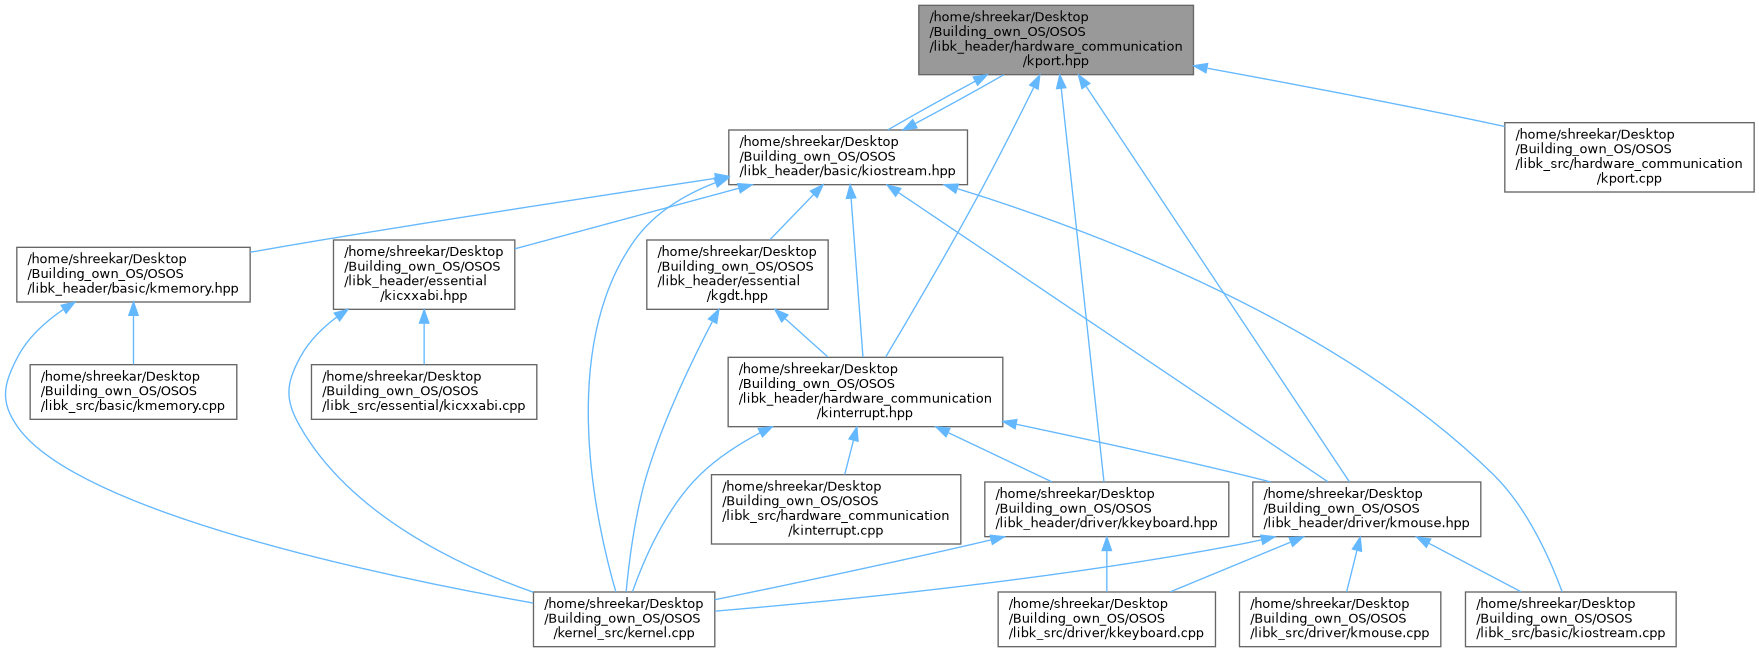 /home/shreekar/Desktop
/Building_own_OS/OSOS
/libk_header/hardware_communication
/kport.hpp
/home/shreekar/Desktop
/Building_own_OS/OSOS
/libk_header/basic/kiostream.hpp
/home/shreekar/Desktop
/Building_own_OS/OSOS
/libk_src/hardware_communication
/kport.cpp
/home/shreekar/Desktop
/Building_own_OS/OSOS
/libk_header/basic/kmemory.hpp
/home/shreekar/Desktop
/Building_own_OS/OSOS
/libk_header/essential
/kicxxabi.hpp
/home/shreekar/Desktop
/Building_own_OS/OSOS
/libk_header/essential
/kgdt.hpp
/home/shreekar/Desktop
/Building_own_OS/OSOS
/libk_src/basic/kmemory.cpp
/home/shreekar/Desktop
/Building_own_OS/OSOS
/libk_src/essential/kicxxabi.cpp
/home/shreekar/Desktop
/Building_own_OS/OSOS
/libk_header/hardware_communication
/kinterrupt.hpp
/home/shreekar/Desktop
/Building_own_OS/OSOS
/libk_src/hardware_communication
/kinterrupt.cpp
/home/shreekar/Desktop
/Building_own_OS/OSOS
/libk_header/driver/kkeyboard.hpp
/home/shreekar/Desktop
/Building_own_OS/OSOS
/libk_header/driver/kmouse.hpp
/home/shreekar/Desktop
/Building_own_OS/OSOS
/kernel_src/kernel.cpp
/home/shreekar/Desktop
/Building_own_OS/OSOS
/libk_src/driver/kkeyboard.cpp
/home/shreekar/Desktop
/Building_own_OS/OSOS
/libk_src/driver/kmouse.cpp
/home/shreekar/Desktop
/Building_own_OS/OSOS
/libk_src/basic/kiostream.cpp